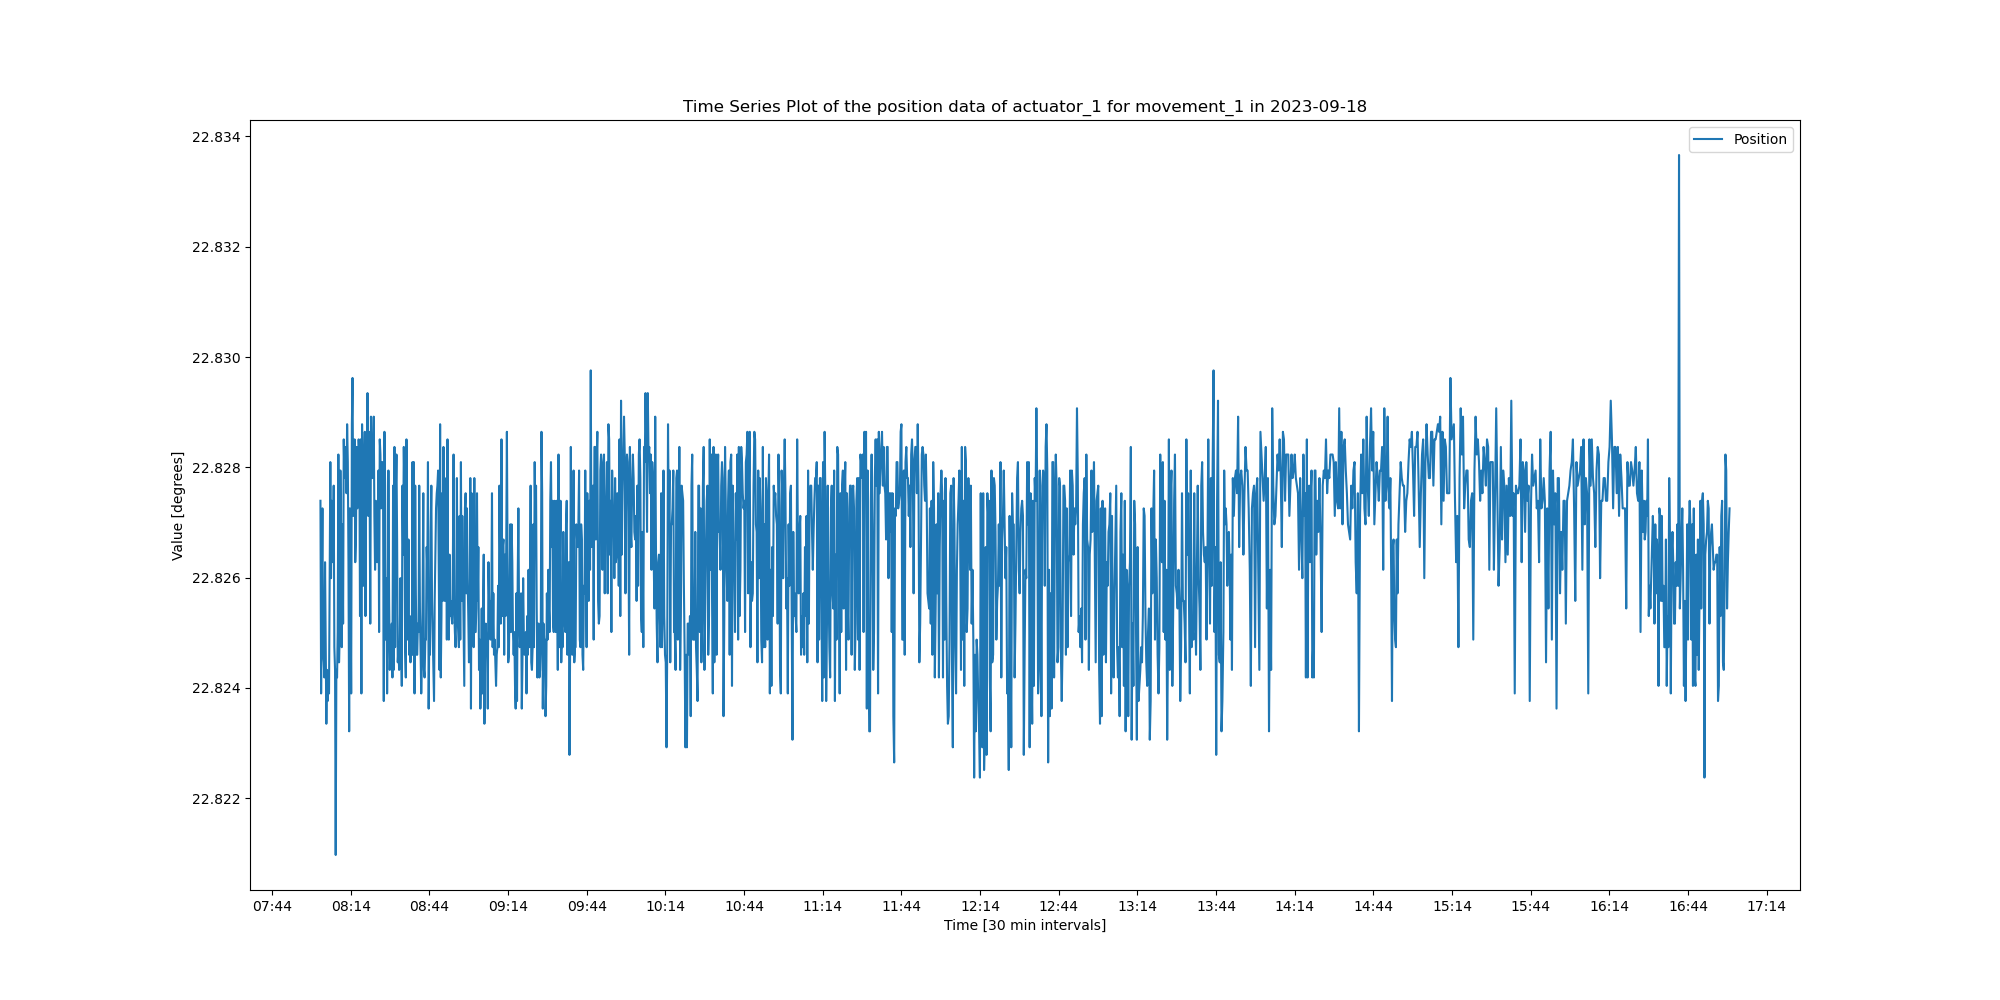 Time Series Plot of the position data of actuator_1 for movement_1 in 2023-09-18
Position
22.834
22.832
22.830
22.828
22.826
22.824
22.822
Value [degrees]
07:44 08:14 08:44 09:14 09:44 10:14 10:44 11:14 11:44 12:14 12:44 13:14 13:44 14:14 14:44 15:14 15:44 16:14 16:44 17:14
Time [30 min intervals]